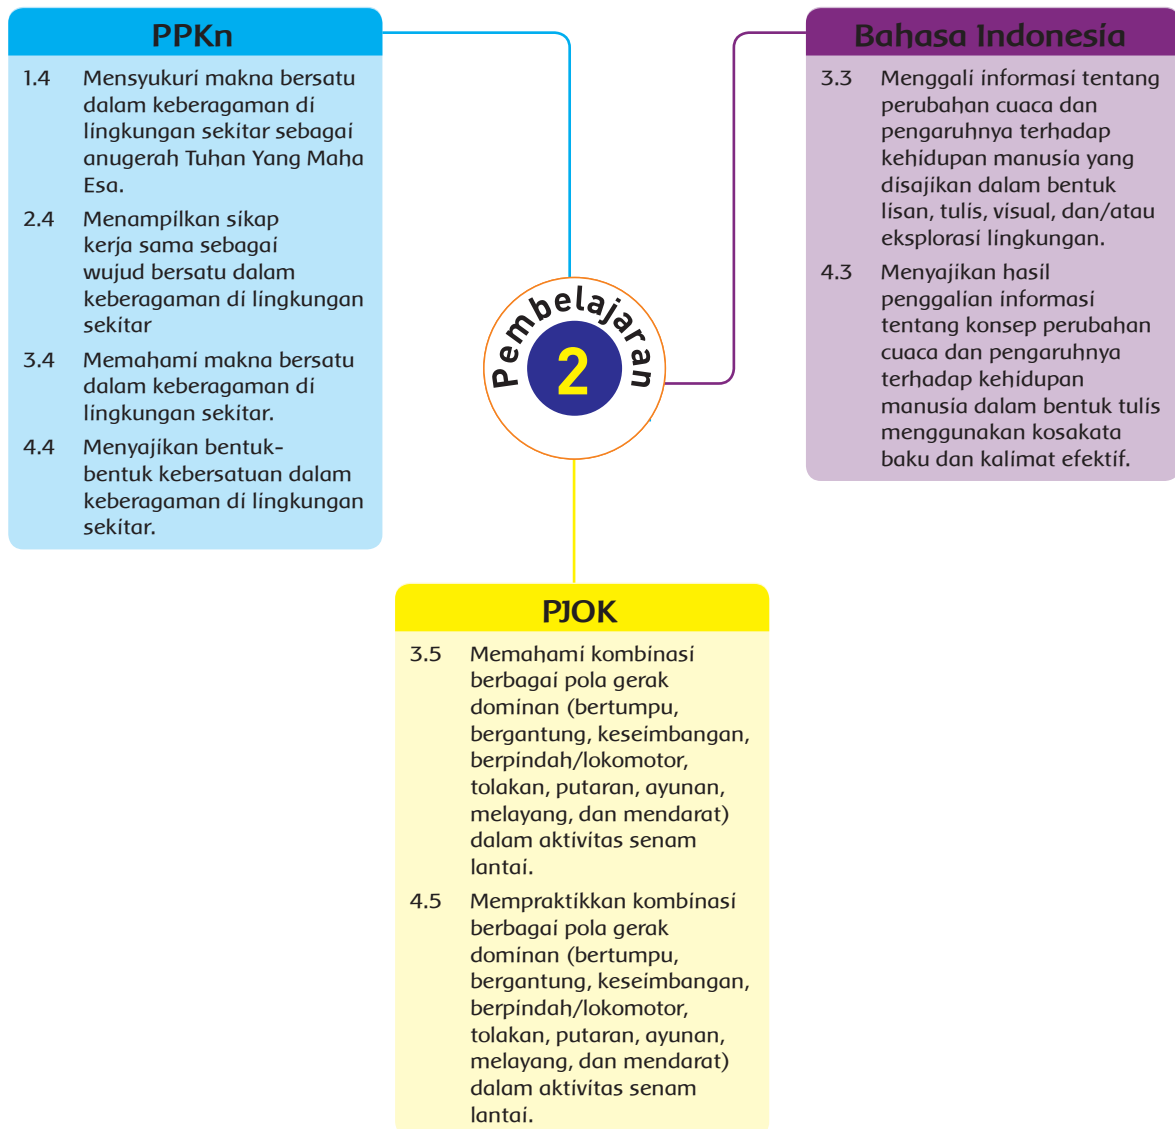 PPKn
1.4 Mensyukuri makna bersatu
dalam keberagaman di
lingkungan sekitar sebagai
anugerah Tuhan Yang Maha
Esa.
2.4 Menampilkan sikap
kerja sama sebagai
wujud bersatu dalam
keberagaman di lingkungan
sekitar
3.4 Memahami makna bersatu
dalam keberagaman di
lingkungan sekitar.
4.4 Menyajikan bentuk-
bentuk kebersatuan dalam
keberagaman di lingkungan
sekitar.
Bahasa Indonesia
3.3 Menggali informasi tentang
perubahan cuaca dan
pengaruhnya terhadap
kehidupan manusia yang
disajikan dalam bentuk
lisan, tulis, visual, dan/atau
eksplorasi lingkungan.
4.3 Menyajikan hasil
penggalian informasi
tentang konsep perubahan
cuaca dan pengaruhnya
terhadap kehidupan
manusia dalam bentuk tulis
menggunakan kosakata
baku dan kalimat efektif.
Pembelajaran
2
PJOK
3.5 Memahami kombinasi
berbagai pola gerak
dominan (bertumpu,
bergantung, keseimbangan,
berpindah/lokomotor,
tolakan, putaran, ayunan,
melayang, dan mendarat)
dalam aktivitas senam
lantai.
4.5 Mempraktikkan kombinasi
berbagai pola gerak
dominan (bertumpu,
bergantung, keseimbangan,
berpindah/lokomotor,
tolakan, putaran, ayunan,
melayang, dan mendarat)
dalam aktivitas senam
lantai.